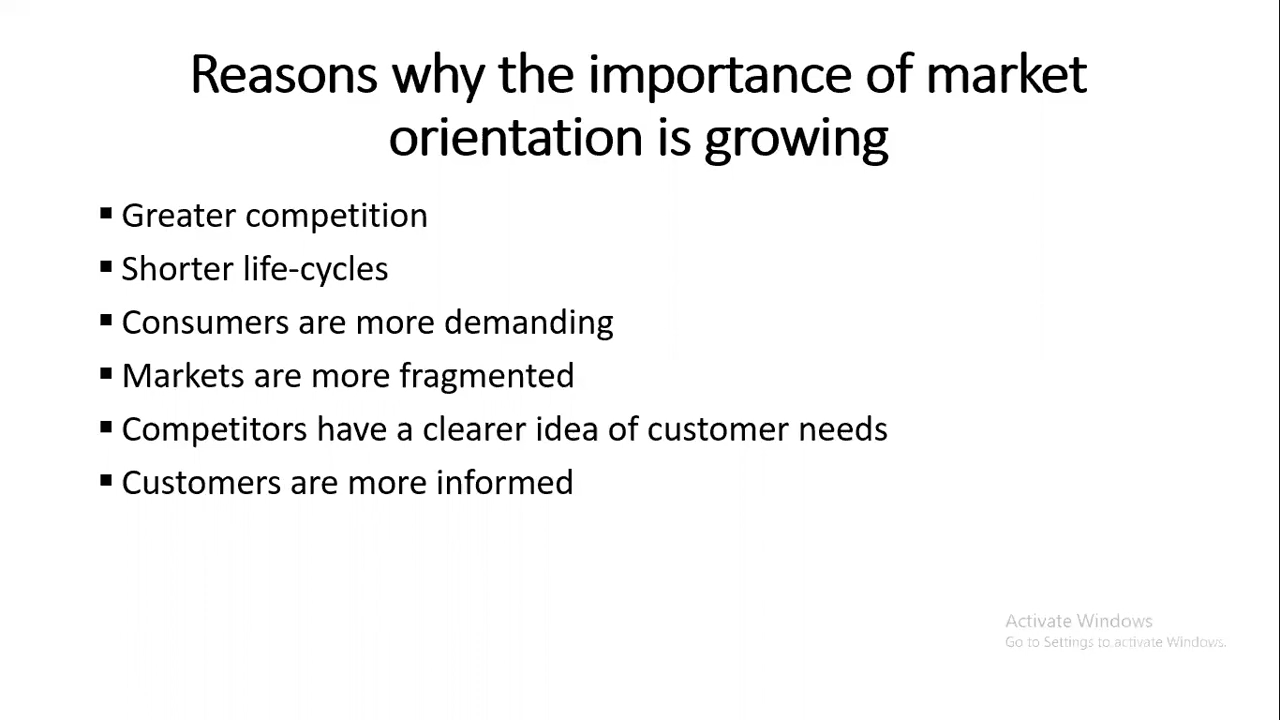 Reasons why the importance of market
orientation is growing
▪ Greater competition
▪ Shorter life-cycles
▪ Consumers are more demanding
▪ Markets are more fragmented
▪ Competitors have a clearer idea of customer needs
▪ Customers are more informed
Activate Windows
Go to Settings to activate Windows.